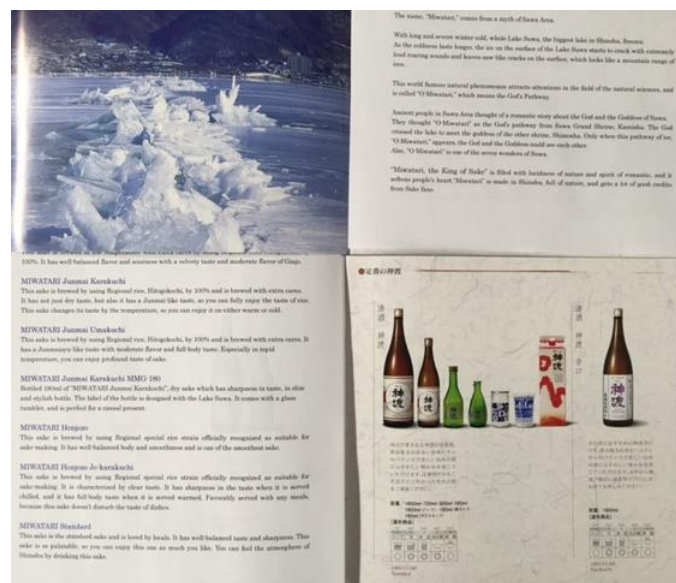 The name, "Miwatari," comes from a myth of Suwa Area.
With long and severe winter cold, whole Lake Suwa, the biggest lake in Shinshu, freezes.
As the coldness lasts longer, the ice on the surface of the Lake Suwa starts to crack with extremely
loud roaring sounds and leaves saw-like cracks on the surface, which looks like a mountain range of
ices.
This world famous natural phenomenon attracts attentions in the field of the natural sciences, and
is called "O-Miwatari," which means the God's Pathway.
Ancient people in Suwa Area thought of a romantic story about the God and the Goddess of Suwa.
They thought "O-Miwatari" as the God's pathway from Suwa Grand Shrine, Kamisha. The God
crossed the lake to meet the goddess of the other shrine, Shimosha. Only when this pathway of ice,
"O-Miwatari," appears, the God and the Goddess could see each other.
Also, "O-Miwatari" is one of the seven wonders of Suwa.
"Miwatari, the King of Sake" is filled with lucidness of nature and spirit of romantic, and it
softens people's heart. "Miwatari" is made in Shinshu, full of nature, and gets a lot of good credits
from Sake fans.
100%. It has well-balanced flavor and sourness with a velvety taste and moderate flavor of Ginjo.
MIWATARI Junmai Karakuchi
This sake is brewed by using Regional rice, Hitogokochi, by 100% and is brewed with extra cares.
It has not just dry taste, but also it has a Junmai like taste, so you can fully enjoy the taste of rice.
This sake changes its taste by the temperature, so you can enjoy it on either warm or cold.
MIWATARI Junmai Umakuchi
This sake is brewed by using Regional rice, Hitogokochi, by 100% and is brewed with extra cares. It
has a Junmaisyu like taste with moderate flavor and full-body taste. Especially in tepid
temperature, you can enjoy profound taste of sake.
MIWATARI Junmai Karakuchi MMG-180
Bottled 180ml of "MIWATARI Junmai Karakuchi", dry sake which has sharpness in taste, in slim
and stylish bottle. The label of the bottle is designed with the Lake Suwa. It comes with a glass
tumbler, and is perfect for a casual present.
MIWATARI Honjozo
This sake is brewed by using Regional special rice strain officially recognized as suitable for
sake-making. It has well-balanced body and smoothness and is one of the smoothest sake.
MIWATARI Honjozo Jo-karakuchi
This sake is brewed by using Regional special rice strain officially recognized as suitable for
sake-making. It is characterized by clear taste. It has sharpness in the taste when it is served
chilled, and it has full-body taste when it is served warmed. Favorably served with any meals,
because this sake doesn't disturb the taste of dishes.
MIWATARI Standard
This sake is the standard sake and is loved by locals. It has well-balanced taste and sharpness. This
sake is so palatable, so you can enjoy this one as much you like. You can feel the atmosphere of
Shinshu by drinking this sake.
定番の神渡
清酒 神渡
神渡
神渡
神渡
清酒 神渡 辛口
神渡